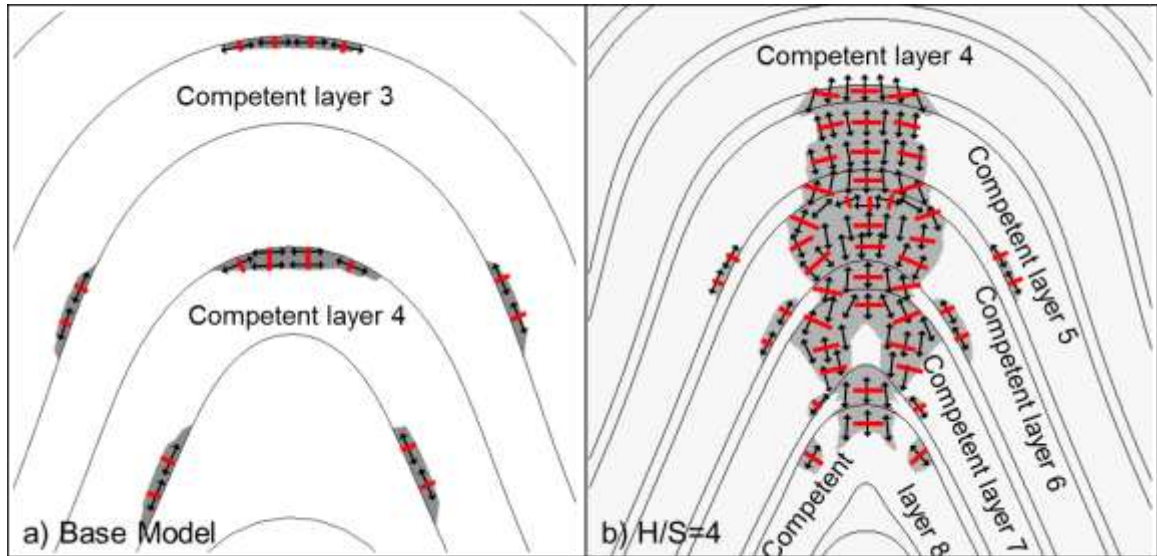 Competent layer 3
Competent layer 4
a) Base Model
Competent layer 4
Competent layer 5
Competent layer 6
Competent layer 7
Competent layer 8
b) H/S=4